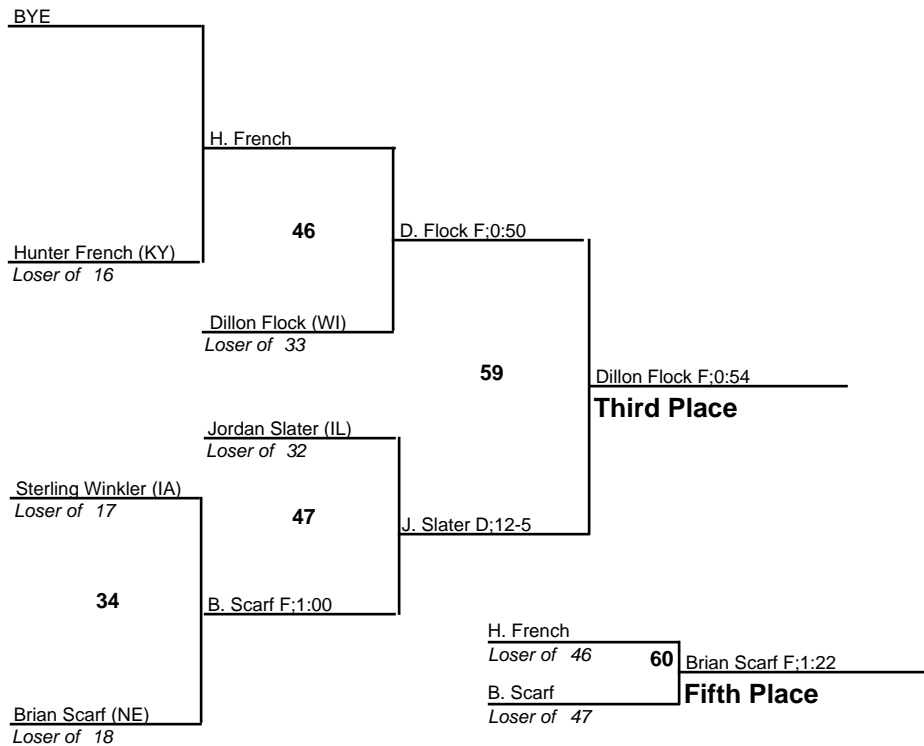 BYE
H. French
46
D. Flock F;0:50
Hunter French (KY)
Loser of 16
Dillon Flock (WI)
Loser of 33
59
Dillon Flock F;0:54
Third Place
Jordan Slater (IL)
Loser of 32
Sterling Winkler (IA)
Loser of 17
47
J. Slater D;12-5
34
B. Scarf F;1:00
H. French
Loser of 46
60
Brian Scarf F;1:22
Fifth Place
B. Scarf
Loser of 47
Brian Scarf (NE)
Loser of 18